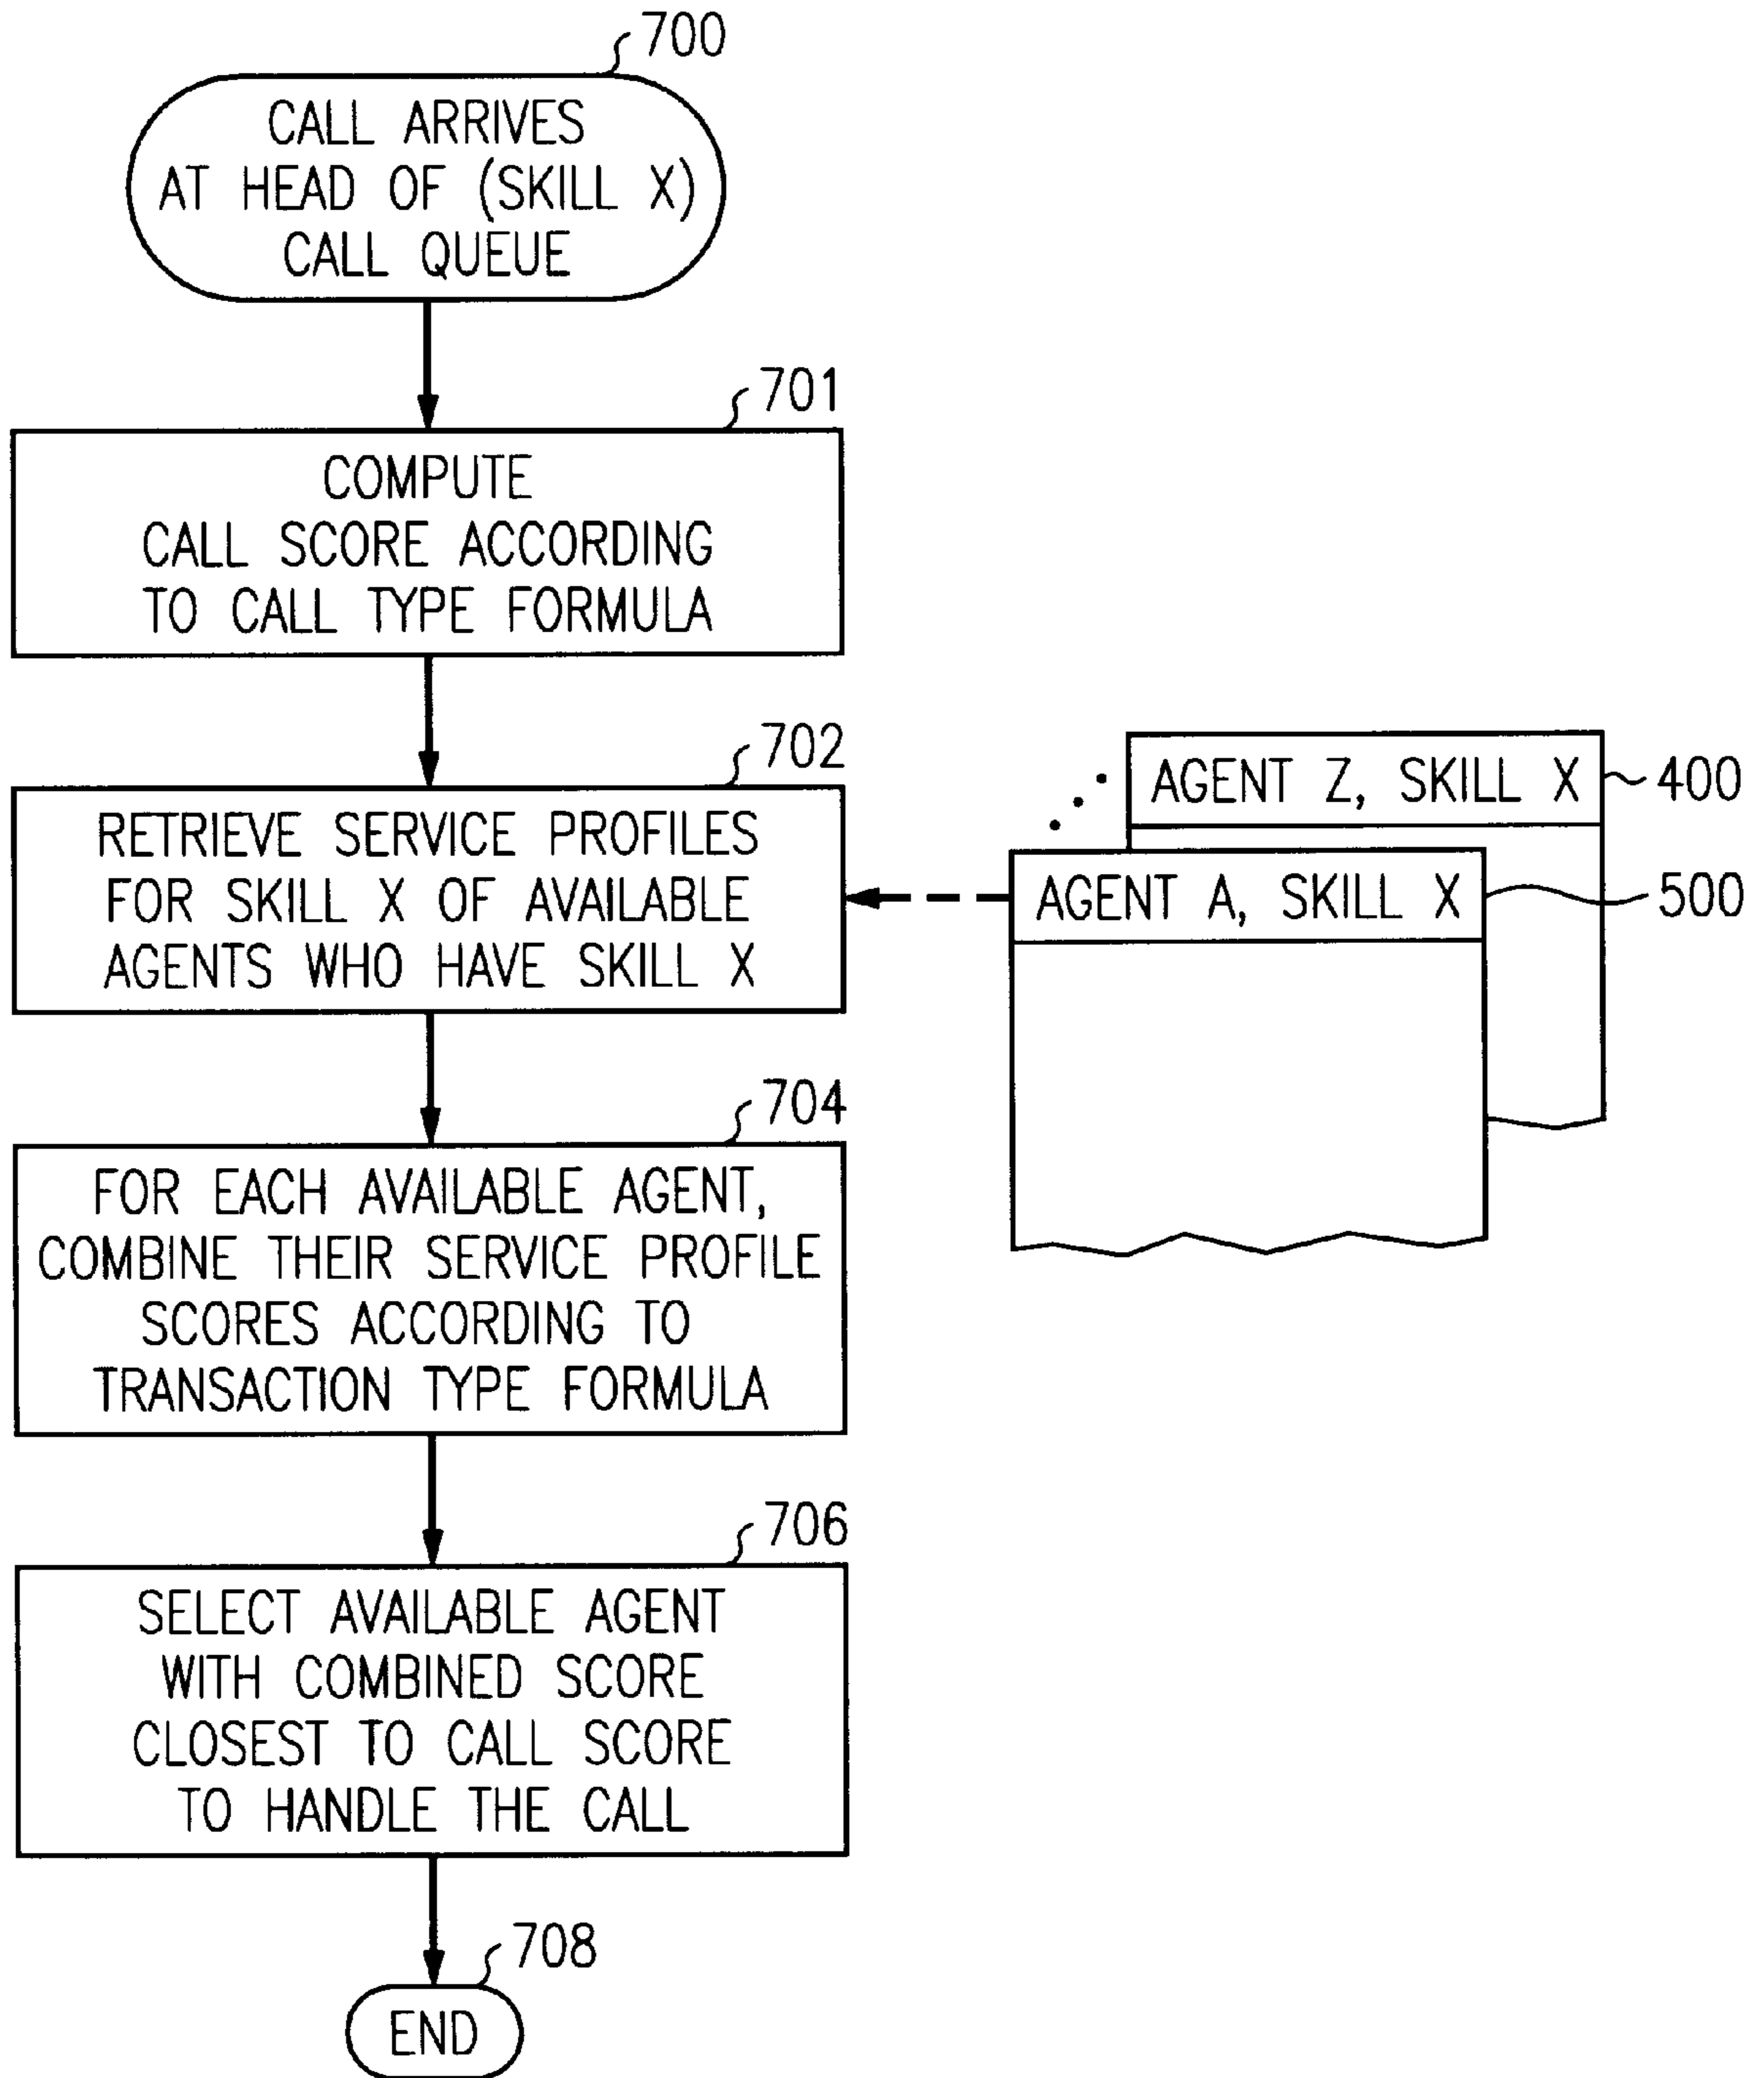 700
CALL ARRIVES
AT HEAD OF (SKILL X)
CALL QUEUE
701
COMPUTE
CALL SCORE ACCORDING
TO CALL TYPE FORMULA
702
RETRIEVE SERVICE PROFILES
FOR SKILL X OF AVAILABLE
AGENTS WHO HAVE SKILL X
AGENT Z, SKILL X
400
AGENT A, SKILL X
500
704
FOR EACH AVAILABLE AGENT,
COMBINE THEIR SERVICE PROFILE
SCORES ACCORDING TO
TRANSACTION TYPE FORMULA
706
SELECT AVAILABLE AGENT
WITH COMBINED SCORE
CLOSEST TO CALL SCORE
TO HANDLE THE CALL
708
END